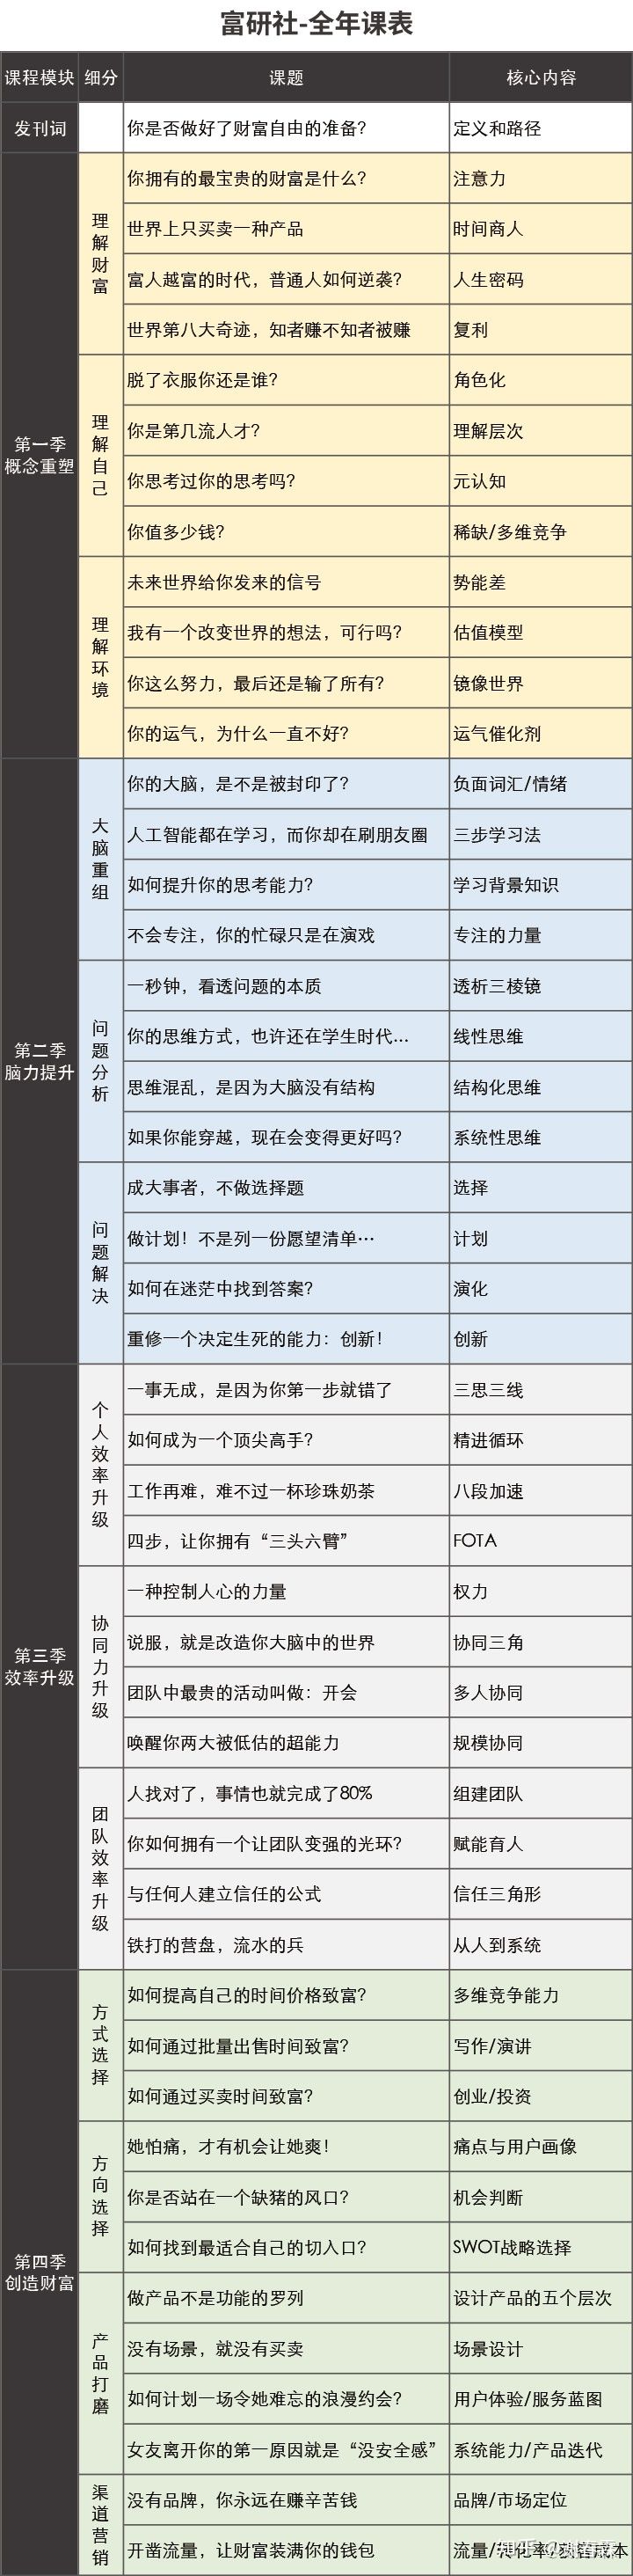 富研社-全年课表
课程模块 细分 课题 核心内容
发刊词 你是否做好了财富自由的准备? 定义和路径
第一季
概念重塑
理解财富
你拥有的最宝贵的财富是什么? 注意力
世界上只买卖一种产品 时间商人
富人越富的时代，普通人如何逆袭? 人生密码
世界第八大奇迹，知者赚不知者被赚 复利
理解自己
脱了衣服你还是谁? 角色化
你是第几流人才? 理解层次
你思考过你的思考吗? 元认知
你值多少钱? 稀缺/多维竞争
理解环境
未来世界给你发来的信号 势能差
我有一个改变世界的想法，可行吗? 估值模型
你这么努力，最后还是输了所有? 镜像世界
你的运气，为什么一直不好? 运气催化剂
第二季
脑力提升
大脑重组
你的大脑，是不是被封印了? 负面词汇/情绪
人工智能都在学习，而你却在刷朋友圈 三步学习法
如何提升你的思考能力? 学习背景知识
不会专注，你的忙碌只是在演戏 专注的力量
问题分析
一秒钟，看透问题的本质 透析三棱镜
你的思维方式，也许还在学生时代... 线性思维
思维混乱，是因为大脑没有结构 结构化思维
如果你能穿越，现在会变得更好吗? 系统性思维
问题解决
成大事者，不做选择题 选择
做计划！不是列一份愿望清单… 计划
如何在迷茫中找到答案? 演化
重修一个决定生死的能力：创新！ 创新
第三季
效率升级
个人效率升级
一事无成，是因为你第一步就错了 三思三线
如何成为一个顶尖高手? 精进循环
工作再难，难不过一杯珍珠奶茶 八段加速
四步，让你拥有“三头六臂” FOTA
协同力升级
一种控制人心的力量 权力
说服，就是改造你大脑中的世界 协同三角
团队中最贵的活动叫做：开会 多人协同
唤醒你两大被低估的超能力 规模协同
团队效率升级
人找对了，事情也就完成了80% 组建团队
你如何拥有一个让团队变强的光环? 赋能育人
与任何人建立信任的公式 信任三角形
铁打的营盘，流水的兵 从人到系统
第四季
创造财富
方式选择
如何提高自己的时间价格致富? 多维竞争能力
如何通过批量出售时间致富? 写作/演讲
如何通过买卖时间致富? 创业/投资
方向选择
她怕痛，才有机会让她爽！ 痛点与用户画像
你是否站在一个缺猪的风口? 机会判断
如何找到最适合自己的切入口? SWOT战略选择
产品打磨
做产品不是功能的罗列 设计产品的五个层次
没有场景，就没有买卖 场景设计
如何计划一场令她难忘的浪漫约会? 用户体验/服务蓝图
女友离开你的第一原因就是“没安全感” 系统能力/产品迭代
渠道营销
没有品牌，你永远在赚辛苦钱 品牌/市场定位
开凿流量，让财富装满你的钱包 流量/转化率/获客成本